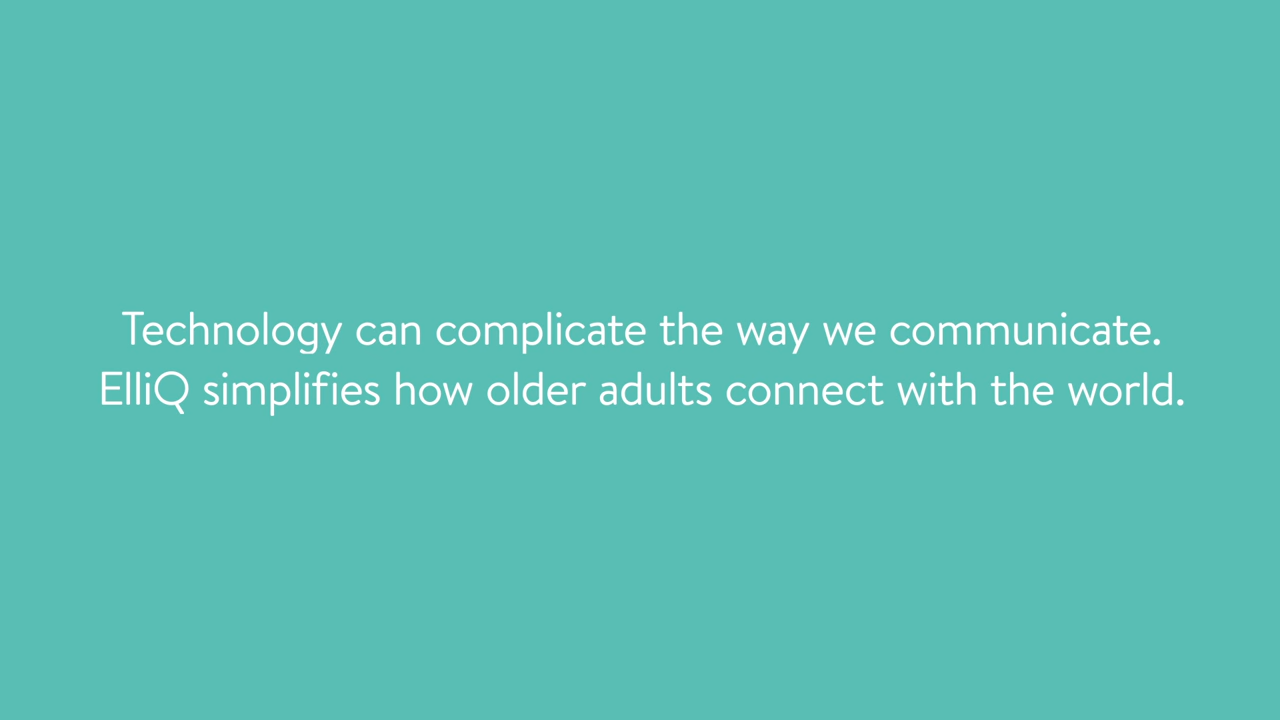 Technology can complicate the way we communicate.
ElliQ simplifies how older adults connect with the world.